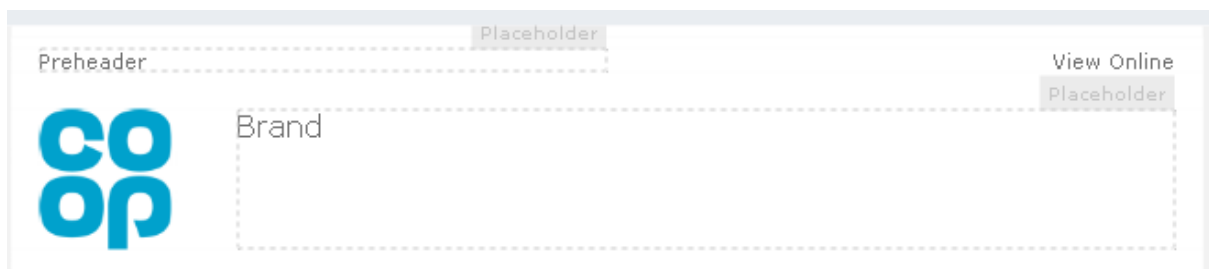 Placeholder
Preheader
View Online
Placeholder
co
op
Brand